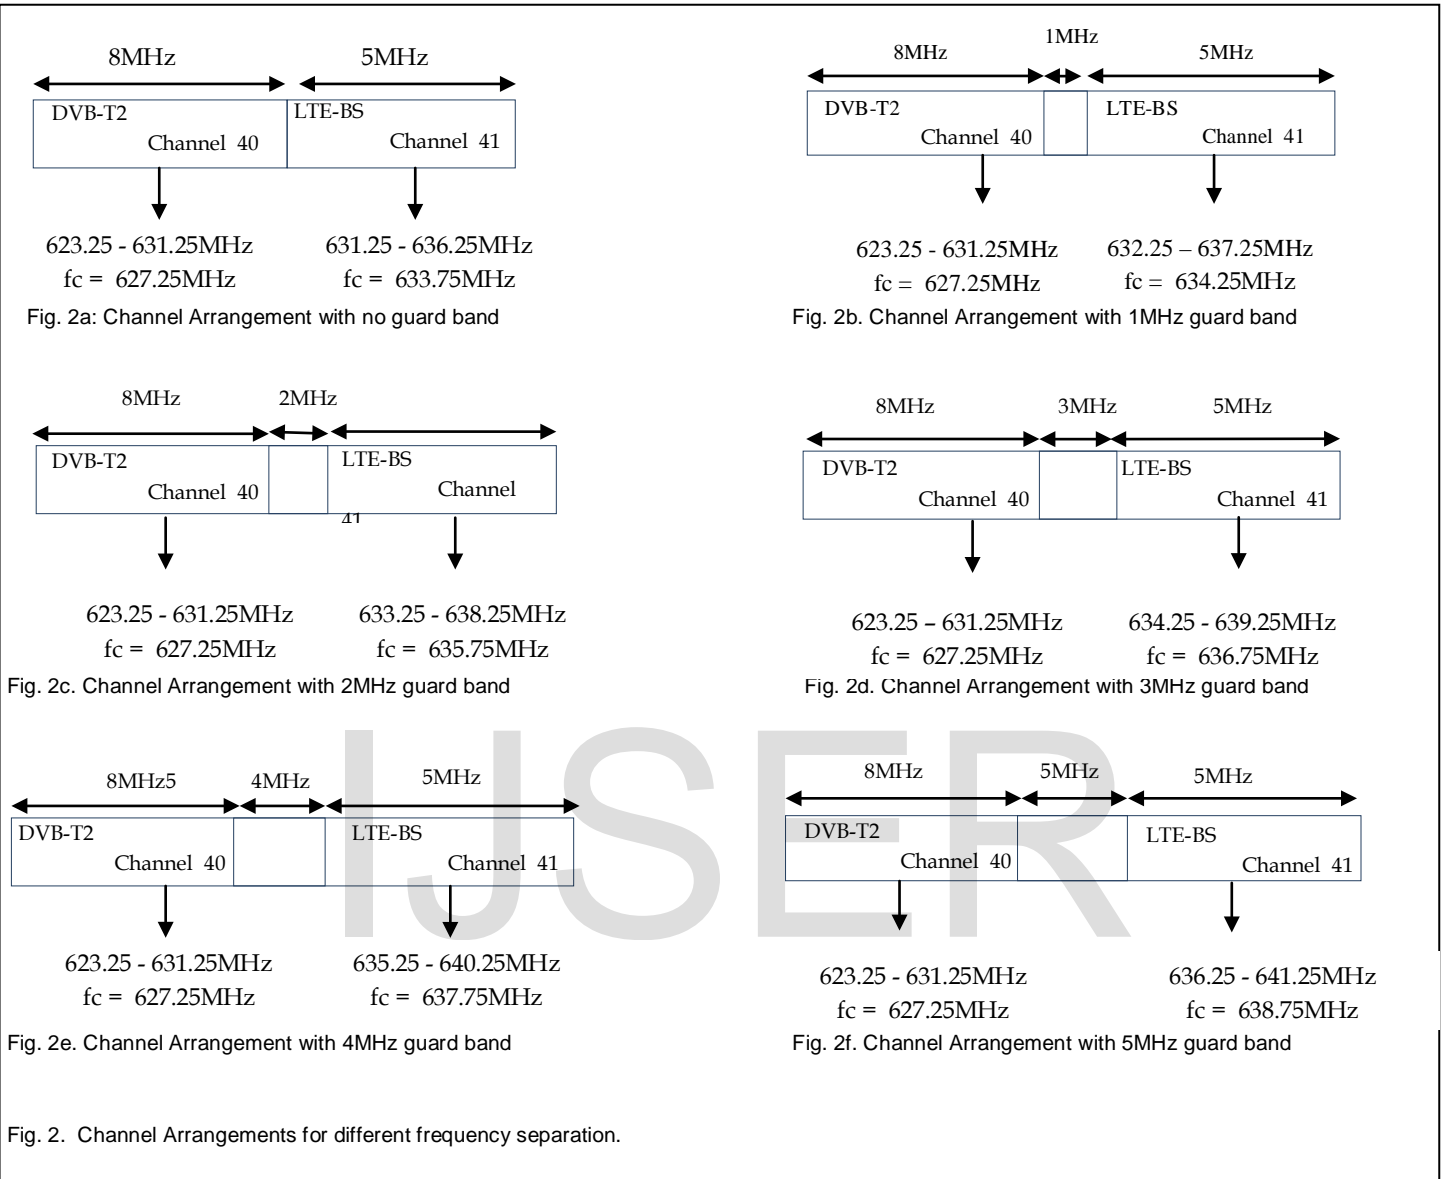 8MHz 5MHz
DVB-T2 LTE-BS
Channel 40 Channel 41
623.25 - 631.25MHz 631.25 - 636.25MHz
fc = 627.25MHz fc = 633.75MHz
Fig. 2a: Channel Arrangement with no guard band
8MHz 1MHz 5MHz
DVB-T2 LTE-BS
Channel 40 Channel 41
623.25 - 631.25MHz 632.25 – 637.25MHz
fc = 627.25MHz fc = 634.25MHz
Fig. 2b. Channel Arrangement with 1MHz guard band
8MHz 2MHz
DVB-T2 LTE-BS
Channel 40 Channel
41
623.25 - 631.25MHz 633.25 - 638.25MHz
fc = 627.25MHz fc = 635.75MHz
Fig. 2c. Channel Arrangement with 2MHz guard band
8MHz 3MHz 5MHz
DVB-T2 LTE-BS
Channel 40 Channel 41
623.25 – 631.25MHz 634.25 - 639.25MHz
fc = 627.25MHz fc = 636.75MHz
Fig. 2d. Channel Arrangement with 3MHz guard band
8MHz5 4MHz 5MHz
DVB-T2 LTE-BS
Channel 40 Channel 41
623.25 - 631.25MHz 635.25 - 640.25MHz
fc = 627.25MHz fc = 637.75MHz
Fig. 2e. Channel Arrangement with 4MHz guard band
8MHz 5MHz 5MHz
DVB-T2 LTE-BS
Channel 40 Channel 41
623.25 - 631.25MHz 636.25 - 641.25MHz
fc = 627.25MHz fc = 638.75MHz
Fig. 2f. Channel Arrangement with 5MHz guard band
IJSER
Fig. 2. Channel Arrangements for different frequency separation.